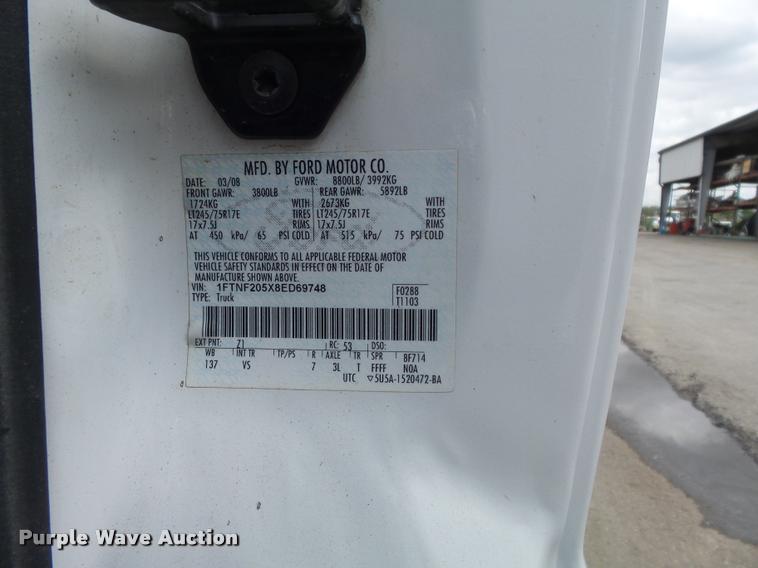 MFD. BY FORD MOTOR CO.
DATE: 03/08 GVWR: 8800LB/ 3992KG
FRONT GAWR: 3800LB REAR GAWR: 5892LB
1724KG WITH 2673KG WITH
LT245/75R17E TIRES LT245/75R17E TIRES
17x7.5J RIMS 17x7.5J RIMS
AT 450 kPa/ 65 PSI COLD AT 515 kPa/ 75 PSI COLD
THIS VEHICLE CONFORMS TO ALL APPLICABLE FEDERAL MOTOR
VEHICLE SAFETY STANDARDS IN EFFECT ON THE DATE OF
MANUFACTURE SHOWN ABOVE.
VIN: 1FTNF205X8ED69748 F0288
TYPE: Truck T1103
EXT PNT: Z1 RC: 53 DSO:
WB INT TR TP/PS R AXLE TR SPR BF714
137 VS 7 3L T FFFF NOA
UTC ▽5U5A-1520472-BA
Purple Wave Auction